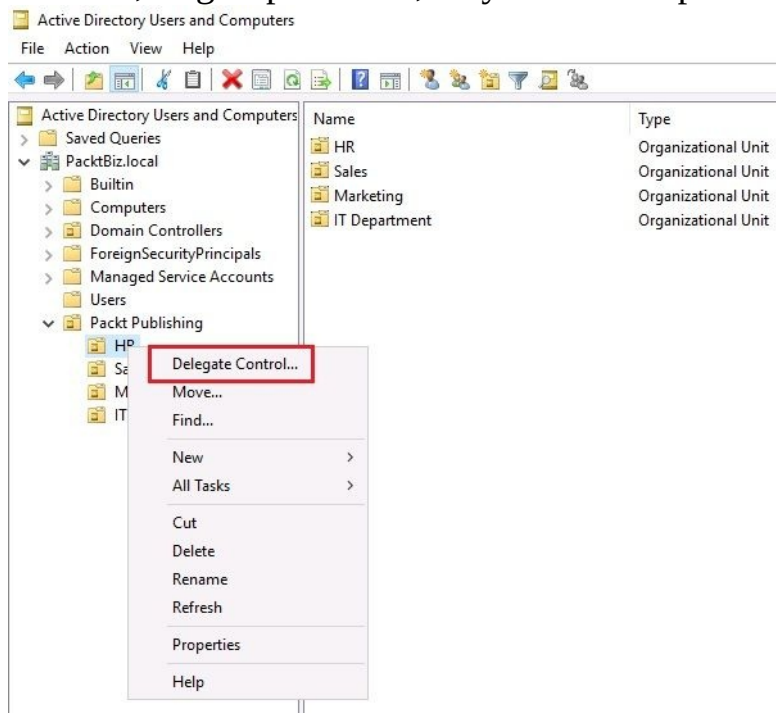 Active Directory Users and Computers
File Action View Help
Active Directory Users and Computers
Saved Queries
PacktBiz.local
Builtin
Computers
Domain Controllers
ForeignSecurityPrincipals
Managed Service Accounts
Users
Packt Publishing
HR
Sa
M
IT
Name Type
HR Organizational Unit
Sales Organizational Unit
Marketing Organizational Unit
IT Department Organizational Unit
Delegate Control...
Move...
Find...
New >
All Tasks >
Cut
Delete
Rename
Refresh
Properties
Help